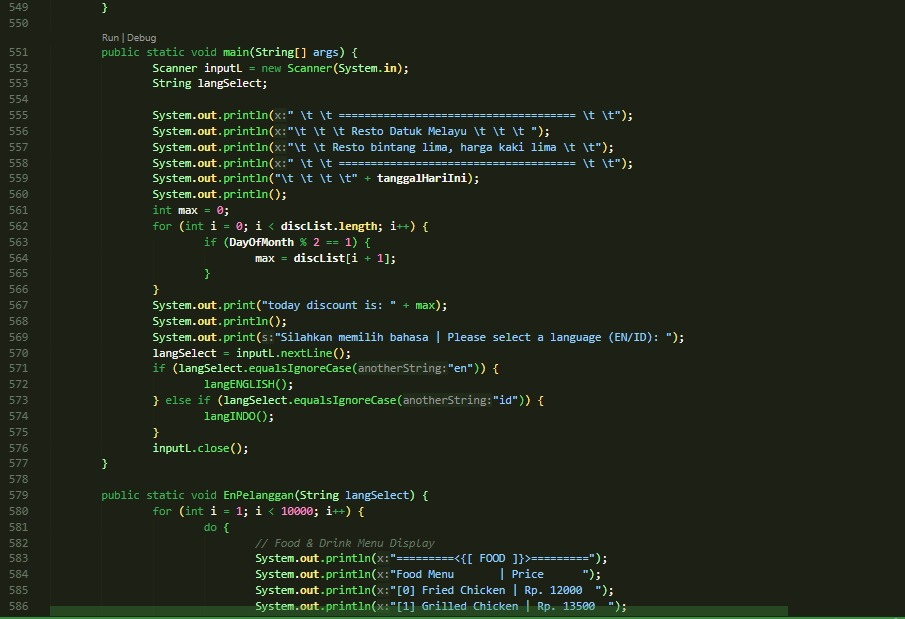 549 }
550
Run | Debug
551 public static void main(String[] args) {
552 Scanner inputL = new Scanner(System.in);
553 String langSelect;
554
555 System.out.println(x:" \t \t ===================================== \t \t");
556 System.out.println(x:"\t \t \t Resto Datuk Melayu \t \t \t ");
557 System.out.println(x:"\t \t Resto bintang lima, harga kaki lima \t \t");
558 System.out.println(x:" \t \t ===================================== \t \t");
559 System.out.println("\t \t \t \t" + tanggalHariIni);
560 System.out.println();
561 int max = 0;
562 for (int i = 0; i < discList.length; i++) {
563 if (DayOfMonth % 2 == 1) {
564 max = discList[i + 1];
565 }
566 }
567 System.out.print("today discount is: " + max);
568 System.out.println();
569 System.out.print(s:"Silahkan memilih bahasa | Please select a language (EN/ID): ");
570 langSelect = inputL.nextLine();
571 if (langSelect.equalsIgnoreCase(anotherString:"en")) {
572 langENGLISH();
573 } else if (langSelect.equalsIgnoreCase(anotherString:"id")) {
574 langINDO();
575 }
576 inputL.close();
577 }
578
579 public static void EnPelanggan(String langSelect) {
580 for (int i = 1; i < 10000; i++) {
581 do {
582 // Food & Drink Menu Display
583 System.out.println(x:"=========<{[ FOOD ]}>=========");
584 System.out.println(x:"Food Menu       | Price      ");
585 System.out.println(x:"[0] Fried Chicken | Rp. 12000  ");
586 System.out.println(x:"[1] Grilled Chicken | Rp. 13500  ");